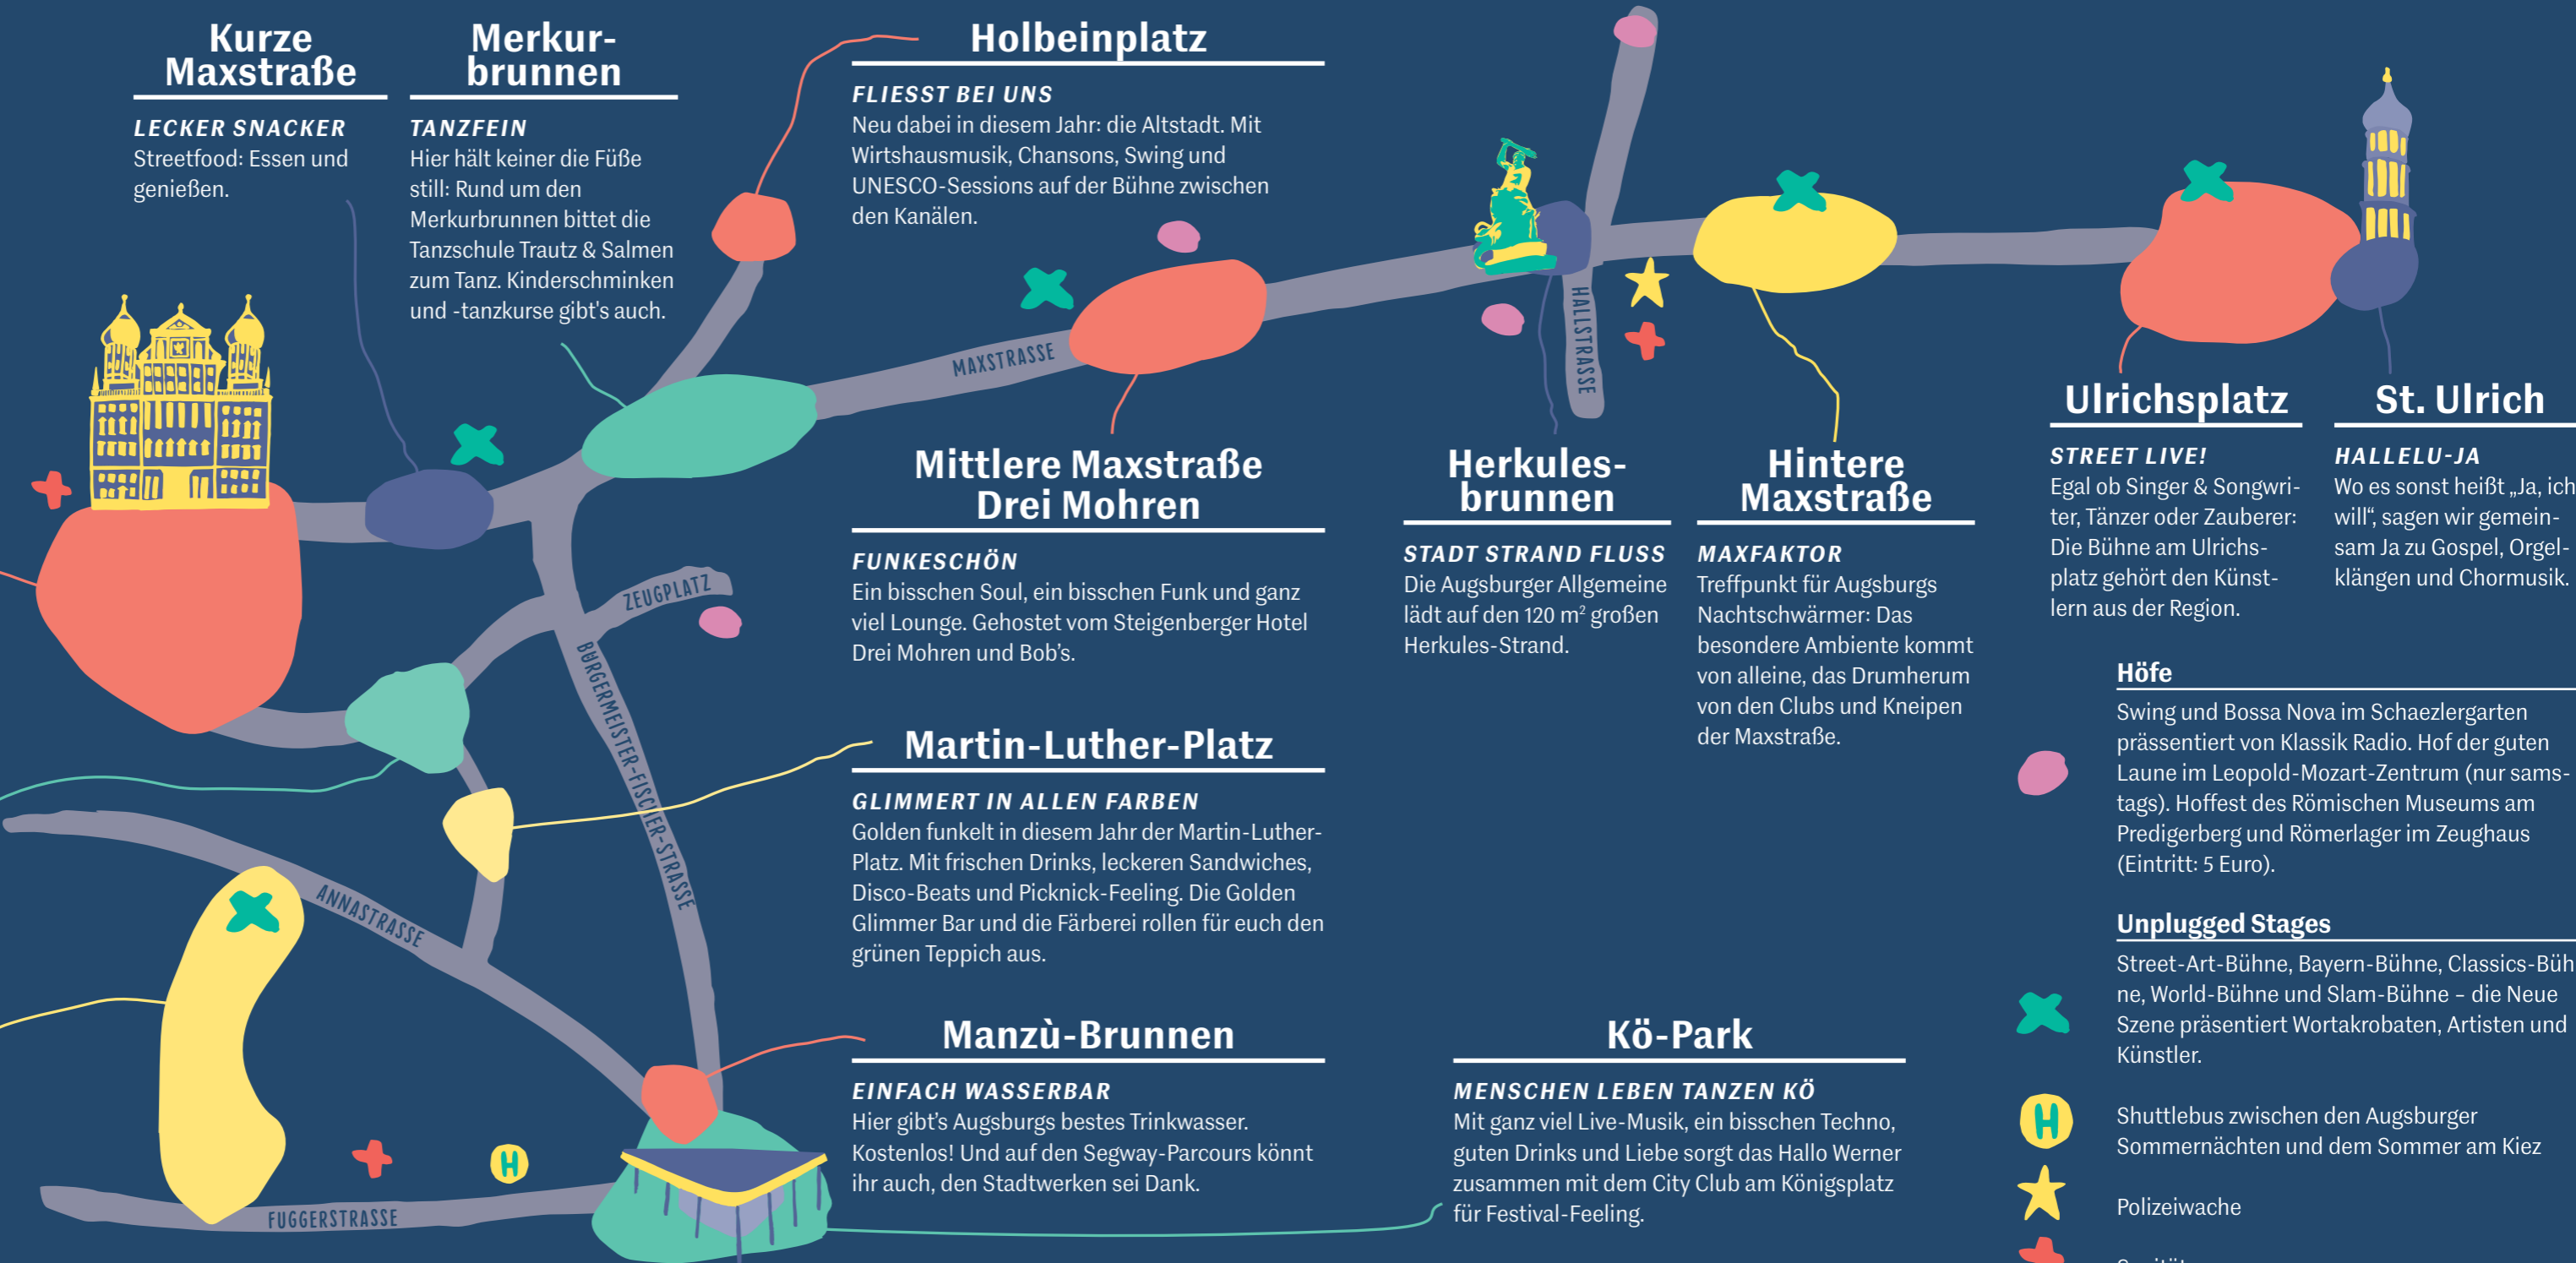 Kurze
Maxstraße
LECKER SNACKER
Streetfood: Essen und
genießen.
Merkur-
brunnen
TANZFEIN
Hier hält keiner die Füße
still: Rund um den
Merkurbrunnen bittet die
Tanzschule Trautz & Salmen
zum Tanz. Kinderschminken
und -tanzkurse gibt's auch.
Holbeinplatz
FLIESST BEI UNS
Neu dabei in diesem Jahr: die Altstadt. Mit
Wirtshausmusik, Chansons, Swing und
UNESCO-Sessions auf der Bühne zwischen
den Kanälen.
MAXSTRASSE
HALLSTRASSE
Mittlere Maxstraße
Drei Mohren
FUNKESCHÖN
Ein bisschen Soul, ein bisschen Funk und ganz
viel Lounge. Gehostet vom Steigenberger Hotel
Drei Mohren und Bob's.
Herkules-
brunnen
STADT STRAND FLUSS
Die Augsburger Allgemeine
lädt auf den 120 m² großen
Herkules-Strand.
Hintere
Maxstraße
MAXFAKTOR
Treffpunkt für Augsburgs
Nachtschwärmer: Das
besondere Ambiente kommt
von alleine, das Drumherum
von den Clubs und Kneipen
der Maxstraße.
Ulrichsplatz
STREET LIVE!
Egal ob Singer & Songwri-
ter, Tänzer oder Zauberer:
Die Bühne am Ulrichs-
platz gehört den Künst-
lern aus der Region.
St. Ulrich
HALLELU-JA
Wo es sonst heißt „Ja, ich
will“, sagen wir gemein-
sam Ja zu Gospel, Orgel-
klängen und Chormusik.
ZEUGPLATZ
BÜRGERMEISTER-FISCHER-STRASSE
Martin-Luther-Platz
GLIMMERT IN ALLEN FARBEN
Golden funkelt in diesem Jahr der Martin-Luther-
Platz. Mit frischen Drinks, leckeren Sandwiches,
Disco-Beats und Picknick-Feeling. Die Golden
Glimmer Bar und die Färberei rollen für euch den
grünen Teppich aus.
ANNASTRASSE
Manzù-Brunnen
EINFACH WASSERBAR
Hier gibt's Augsburgs bestes Trinkwasser.
Kostenlos! Und auf den Segway-Parcours könnt
ihr auch, den Stadtwerken sei Dank.
H
FUGGERSTRASSE
Kö-Park
MENSCHEN LEBEN TANZEN KÖ
Mit ganz viel Live-Musik, ein bisschen Techno,
guten Drinks und Liebe sorgt das Hallo Werner
zusammen mit dem City Club am Königsplatz
für Festival-Feeling.
Höfe
Swing und Bossa Nova im Schaezlergarten
prässentiert von Klassik Radio. Hof der guten
Laune im Leopold-Mozart-Zentrum (nur sams-
tags). Hoffest des Römischen Museums am
Predigerberg und Römerlager im Zeughaus
(Eintritt: 5 Euro).
Unplugged Stages
Street-Art-Bühne, Bayern-Bühne, Classics-Büh
ne, World-Bühne und Slam-Bühne – die Neue
Szene präsentiert Wortakrobaten, Artisten und
Künstler.
H
Shuttlebus zwischen den Augsburger
Sommernächten und dem Sommer am Kiez
Polizeiwache